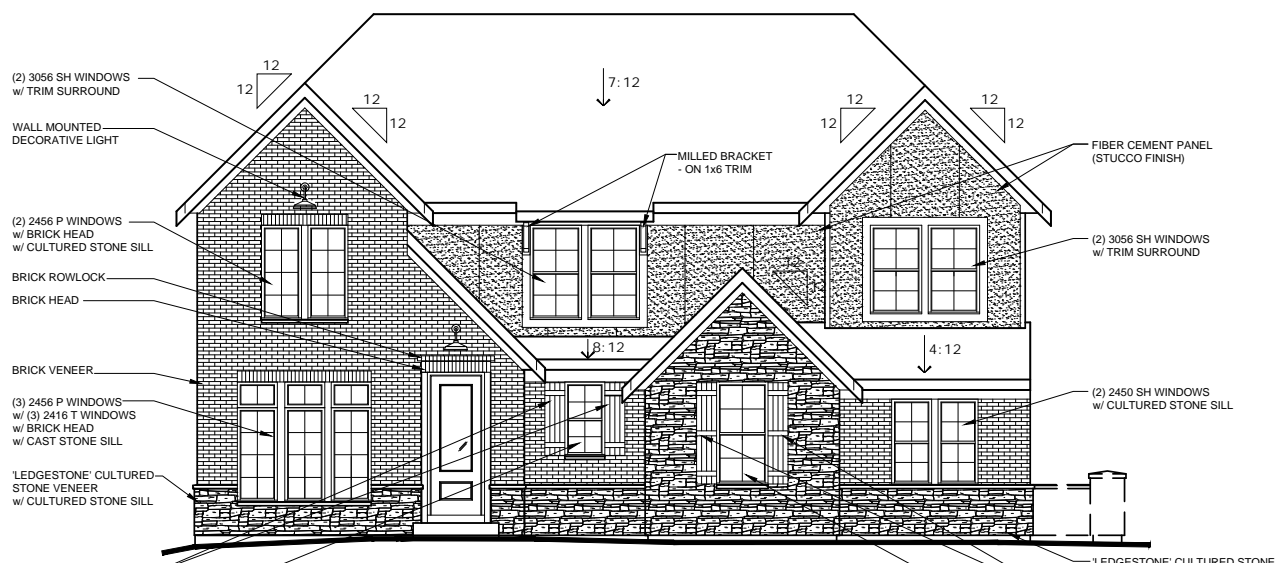 (2) 3056 SH WINDOWS
w/ TRIM SURROUND
WALL MOUNTED
DECORATIVE LIGHT
(2) 2456 P WINDOWS
w/ BRICK HEAD
w/ CULTURED STONE SILL
BRICK ROWLOCK
BRICK HEAD
BRICK VENEER
(3) 2456 P WINDOWS
w/ (3) 2416 T WINDOWS
w/ BRICK HEAD
w/ CAST STONE SILL
'LEDGESTONE' CULTURED
STONE VENEER
w/ CULTURED STONE SILL
12
12
12
12
7:12
MILLED BRACKET
- ON 1x6 TRIM
12
12
12
12
8:12
4:12
FIBER CEMENT PANEL
(STUCCO FINISH)
(2) 3056 SH WINDOWS
w/ TRIM SURROUND
(2) 2450 SH WINDOWS
w/ CULTURED STONE SILL
'LEDGESTONE' CULTURED STONE